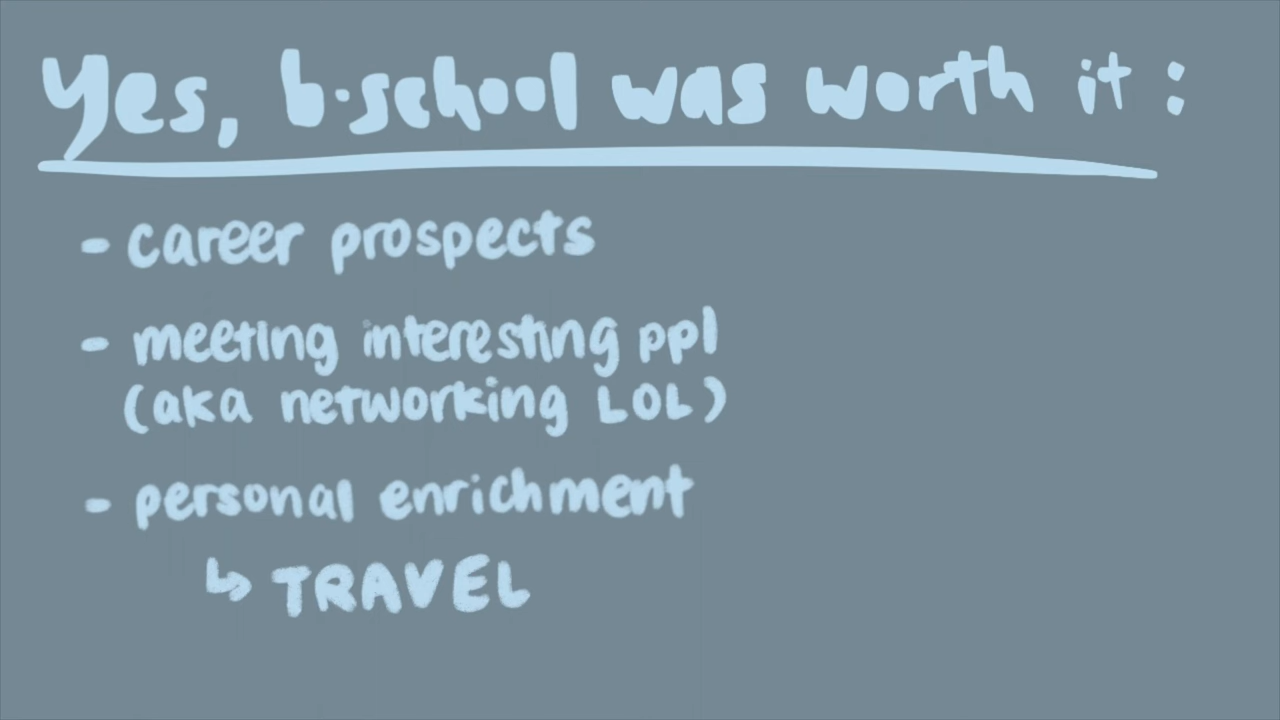 Yes, b-school was worth it:
- career prospects
- meeting interesting ppl
(aka networking LOL)
- personal enrichment
↳ TRAVEL